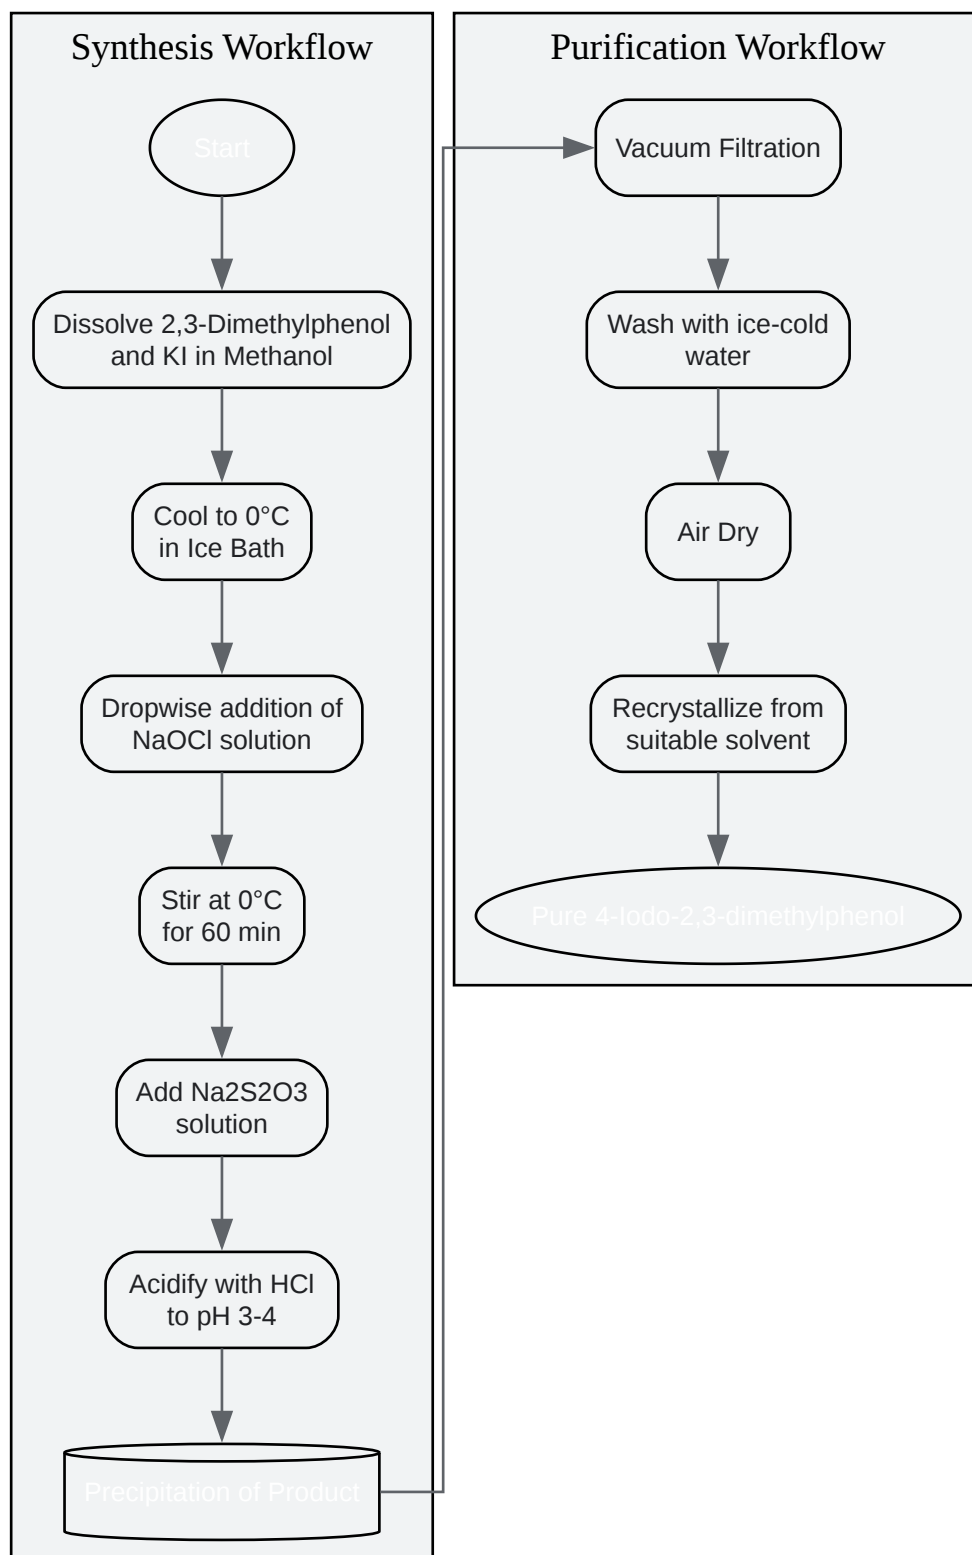 Synthesis Workflow
Start
Dissolve 2,3-Dimethylphenol
and KI in Methanol
Cool to 0°C
in Ice Bath
Dropwise addition of
NaOCl solution
Stir at 0°C
for 60 min
Add Na2S2O3
solution
Acidify with HCl
to pH 3-4
Precipitation of Product
Purification Workflow
Vacuum Filtration
Wash with ice-cold
water
Air Dry
Recrystallize from
suitable solvent
Pure 4-Iodo-2,3-dimethylphenol